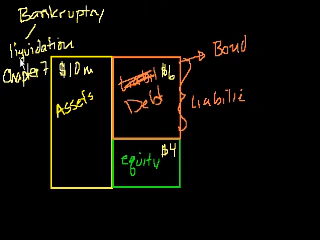 Bankruptcy
liquidation
Chapter 7
$10m
Assets
$6
Debt
Bond
Liabili
$4
Equity